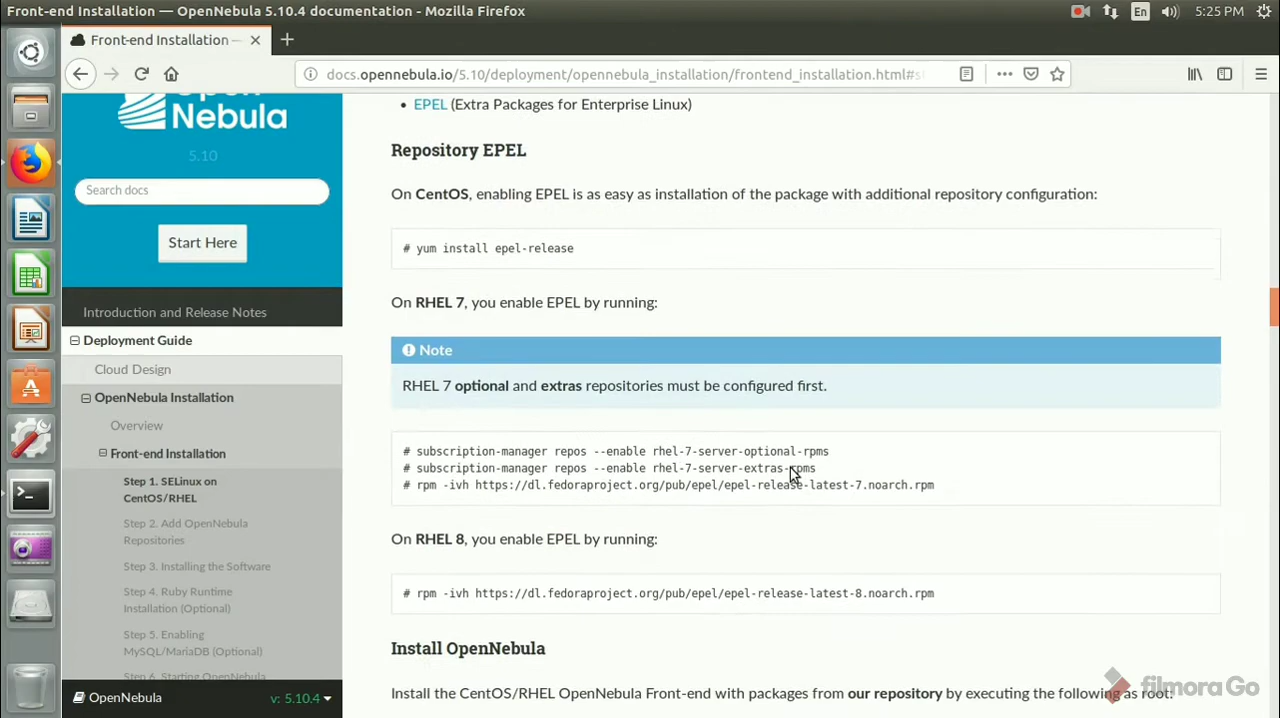 Front-end Installation — OpenNebula 5.10.4 documentation - Mozilla Firefox
En
5:25 PM
Front-end Installation —
docs.opennebula.io/5.10/deployment/opennebula_installation/frontend_installation.html#s
Open
Nebula
5.10
Search docs
Start Here
Introduction and Release Notes
Deployment Guide
Cloud Design
OpenNebula Installation
Overview
Front-end Installation
Step 1. SELinux on
CentOS/RHEL
Step 2. Add OpenNebula
Repositories
Step 3. Installing the Software
Step 4. Ruby Runtime
Installation (Optional)
Step 5. Enabling
MySQL/MariaDB (Optional)
Step 6. Starting OpenNebula
OpenNebula
v: 5.10.4
• EPEL (Extra Packages for Enterprise Linux)
Repository EPEL
On CentOS, enabling EPEL is as easy as installation of the package with additional repository configuration:
# yum install epel-release
On RHEL 7, you enable EPEL by running:
Note
RHEL 7 optional and extras repositories must be configured first.
# subscription-manager repos --enable rhel-7-server-optional-rpms
# subscription-manager repos --enable rhel-7-server-extras-rpms
# rpm -ivh https://dl.fedoraproject.org/pub/epel/epel-release-latest-7.noarch.rpm
On RHEL 8, you enable EPEL by running:
# rpm -ivh https://dl.fedoraproject.org/pub/epel/epel-release-latest-8.noarch.rpm
Install OpenNebula
Install the CentOS/RHEL OpenNebula Front-end with packages from our repository by executing the following as root:
filmoraGo